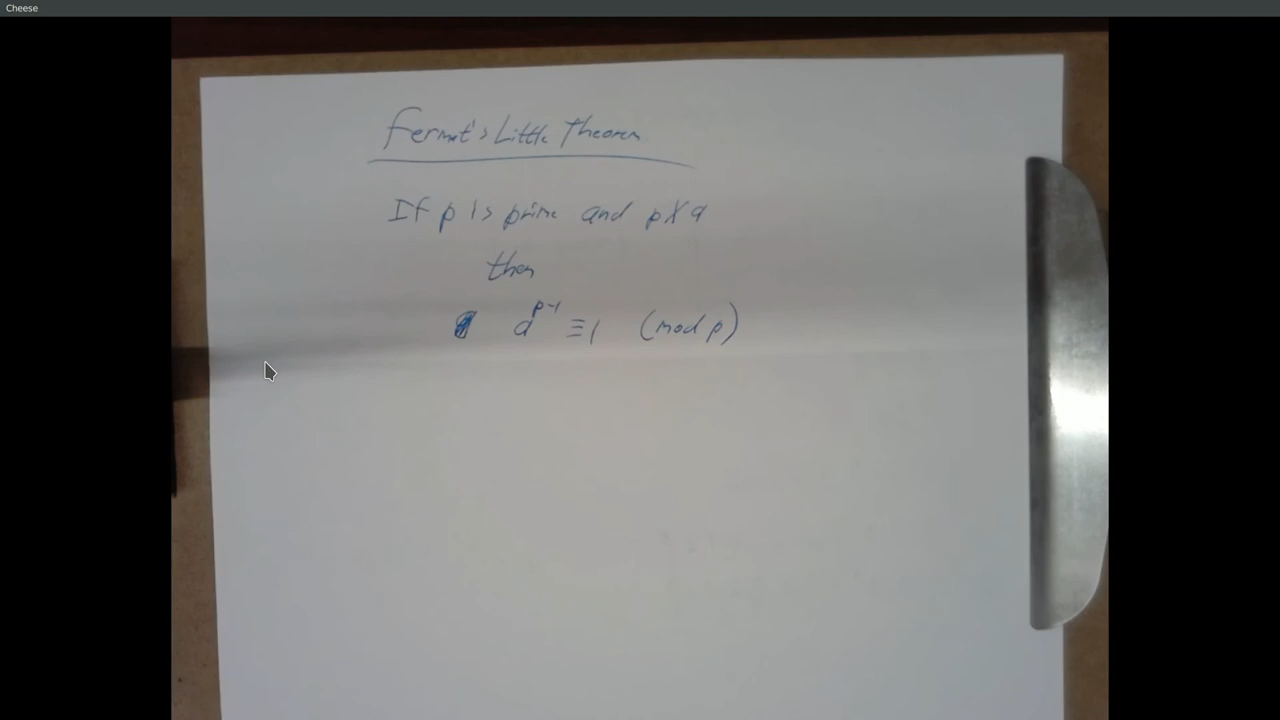 Cheese
Fermat's Little Theorem
If p is prime and p∤a
then
a^{p-1} ≡ 1 (mod p)